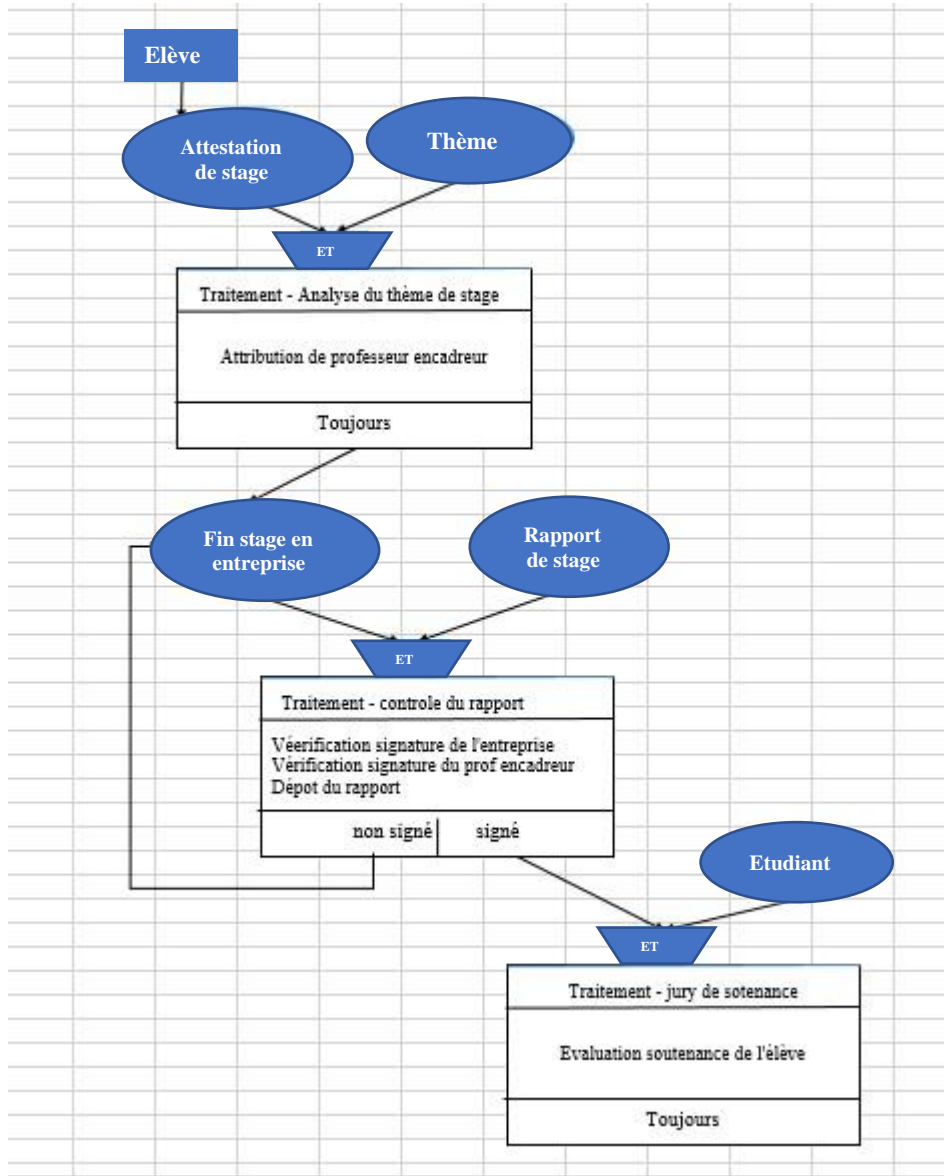 Elève
Attestation
de stage
Thème
ET
Traitement - Analyse du thème de stage
Attribution de professeur encadreur
Toujours
Fin stage en
entreprise
Rapport
de stage
ET
Traitement - controle du rapport
Véerification signature de l'entreprise
Vérification signature du prof encadreur
Dépot du rapport
non signé signé
Etudiant
ET
Traitement - jury de sotenance
Evaluation soutenance de l'élève
Toujours